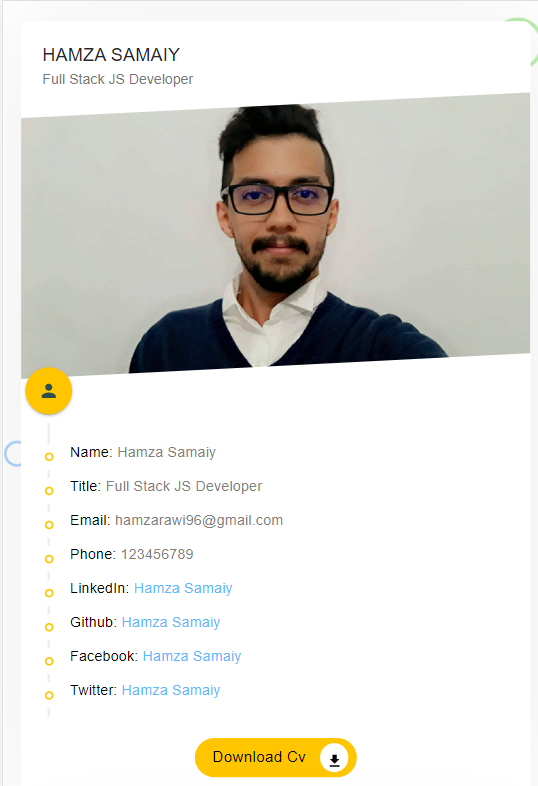 HAMZA SAMAIY
Full Stack JS Developer
Name: Hamza Samaiy
Title: Full Stack JS Developer
Email: hamzarawi96@gmail.com
Phone: 123456789
LinkedIn: Hamza Samaiy
Github: Hamza Samaiy
Facebook: Hamza Samaiy
Twitter: Hamza Samaiy
Download Cv